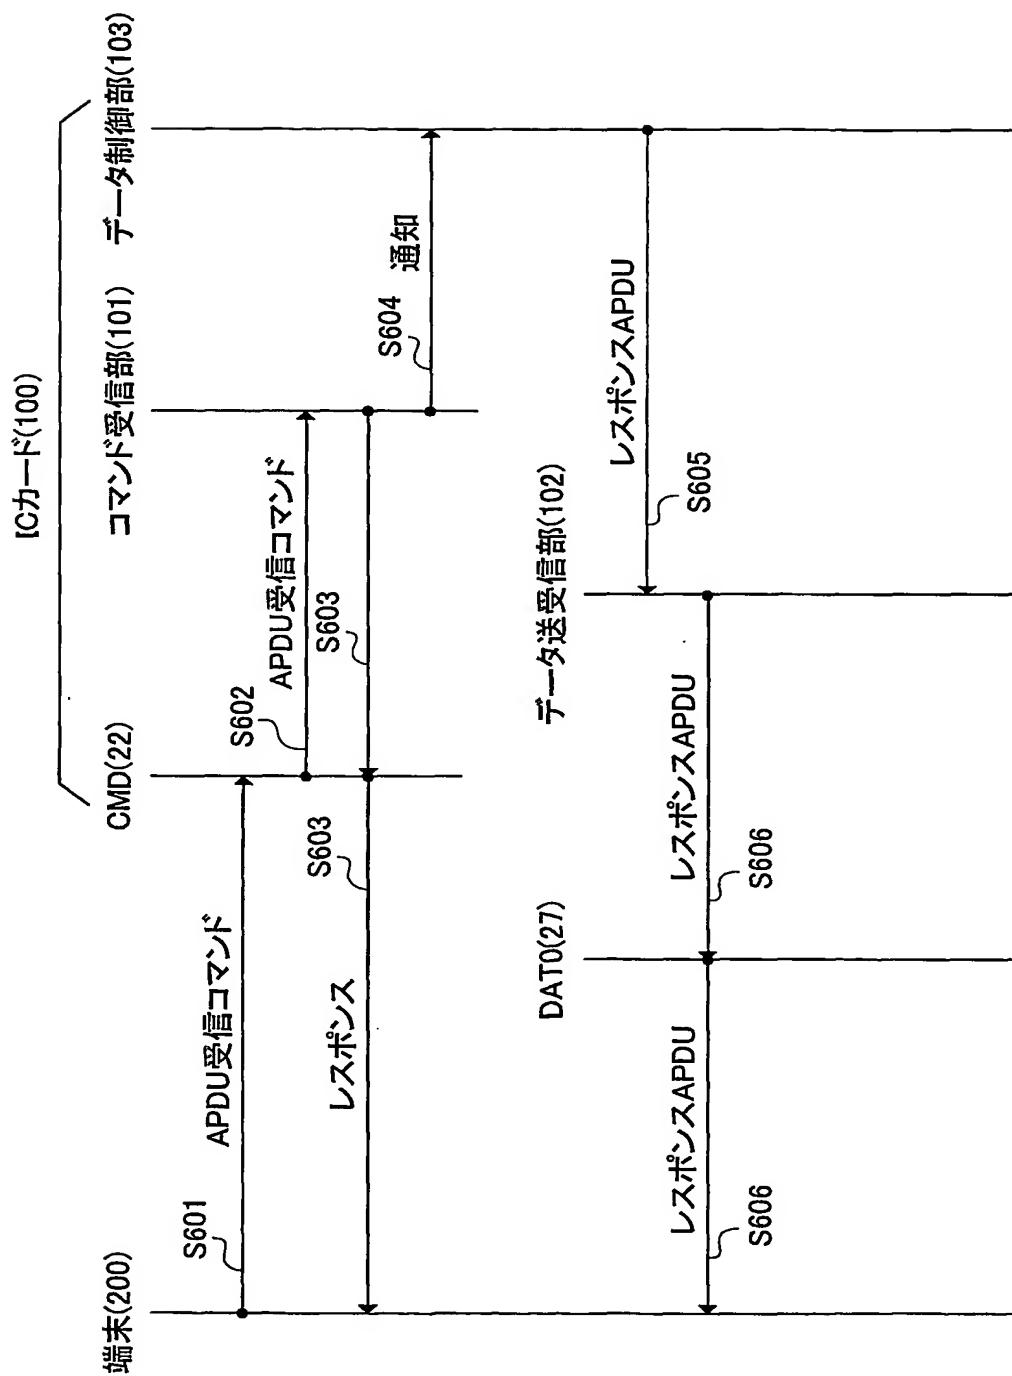 ICカード(100)
端末(200)
CMD(22)
コマンド受信部(101)
データ制御部(103)
S601
APDU受信コマンド
S602
APDU受信コマンド
レスポンス
S603
S603
S604
通知
DAT0(27)
データ送受信部(102)
レスポンスAPDU
S605
S606
レスポンスAPDU
S606
レスポンスAPDU